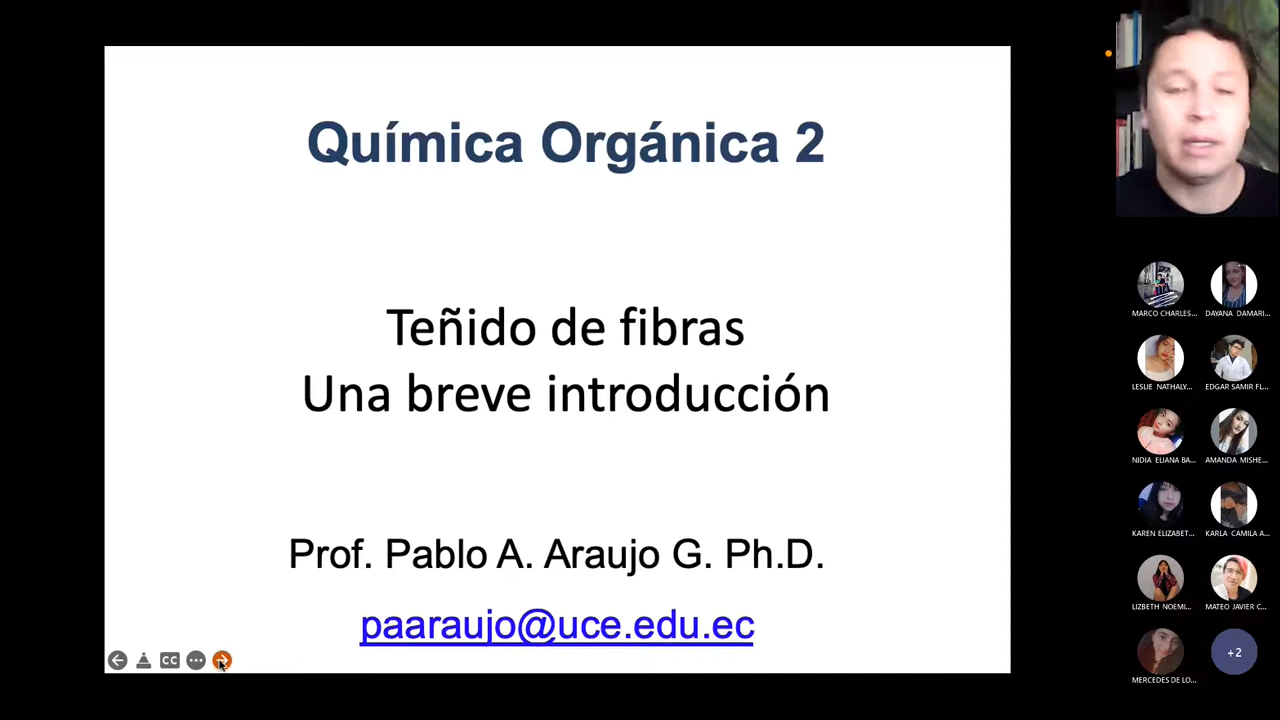 Química Orgánica 2
Teñido de fibras
Una breve introducción
Prof. Pablo A. Araujo G. Ph.D.
paaraujo@uce.edu.ec
CC
MARCO CHARLES...
DAYANA DAMARI...
LESLIE NATHALY...
EDGAR SAMIR FL...
NIDIA ELIANA BA...
AMANDA MISHE...
KAREN ELIZABET...
KARLA CAMILA A...
LIZBETH NOEMI...
MATEO JAVIER C...
MERCEDES DE LO...
+2